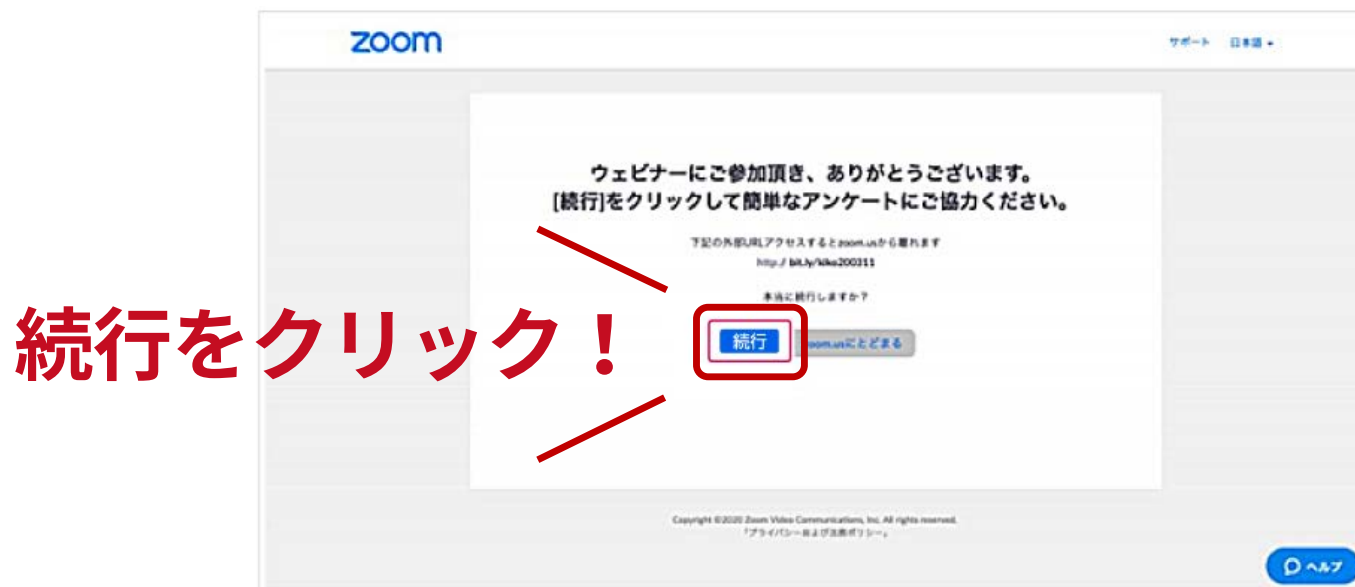 zoom
サポート 日本語
ウェビナーにご参加頂き、ありがとうございます。
[続行]をクリックして簡単なアンケートにご協力ください。
下記の外部URLアクセスするとzoom.usから離れます
http:/ bit.ly/kiko200311
本当に続行しますか？
続行をクリック！
続行 zoom.usにとどまる
Copyright ©2020 Zoom Video Communications, Inc. All rights reserved.
「プライバシーおよび法務ポリシー」
ヘルプ